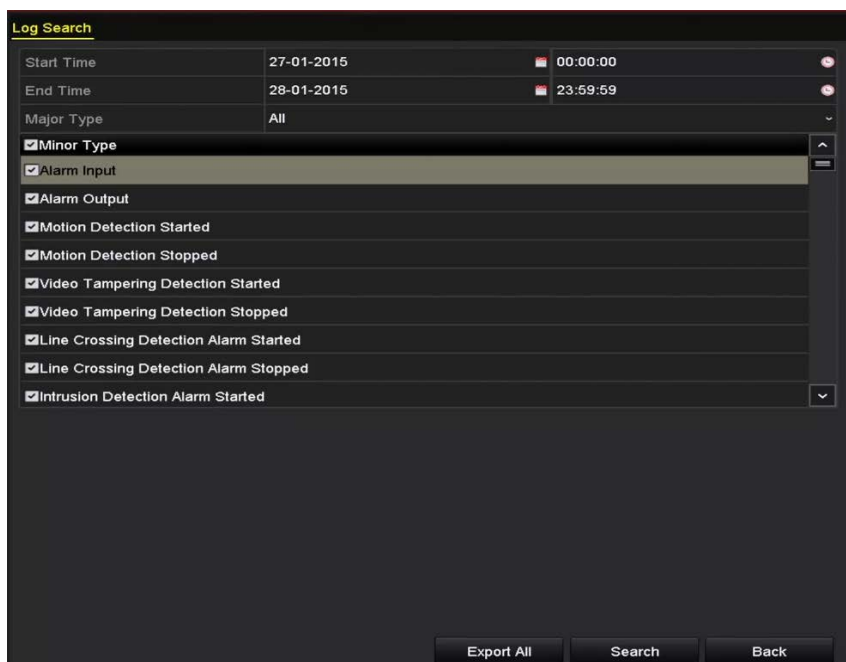 Log Search
Start Time 27-01-2015 00:00:00
End Time 28-01-2015 23:59:59
Major Type All
Minor Type
Alarm Input
Alarm Output
Motion Detection Started
Motion Detection Stopped
Video Tampering Detection Started
Video Tampering Detection Stopped
Line Crossing Detection Alarm Started
Line Crossing Detection Alarm Stopped
Intrusion Detection Alarm Started
Export All Search Back